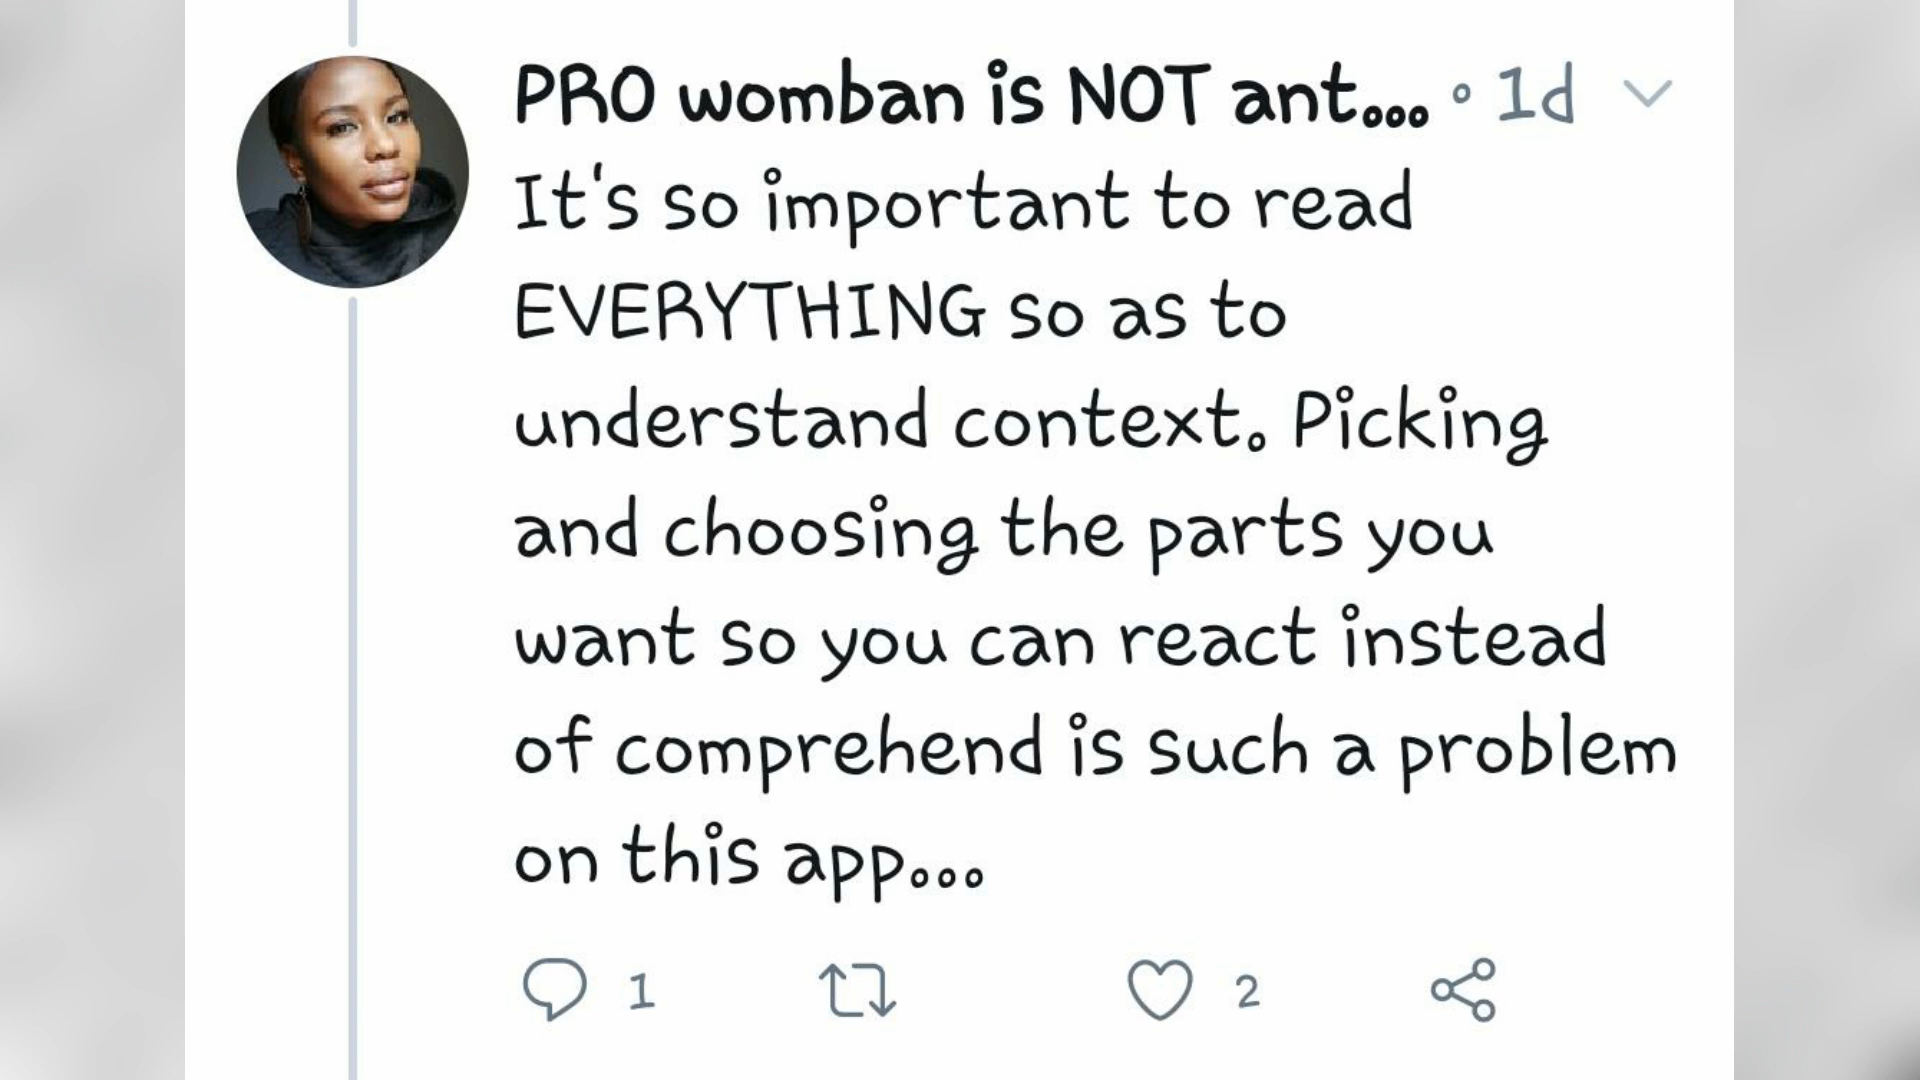 PRO womban is NOT ant... • 1d
It's so important to read
EVERYTHING so as to
understand context. Picking
and choosing the parts you
want so you can react instead
of comprehend is such a problem
on this app...
1 2